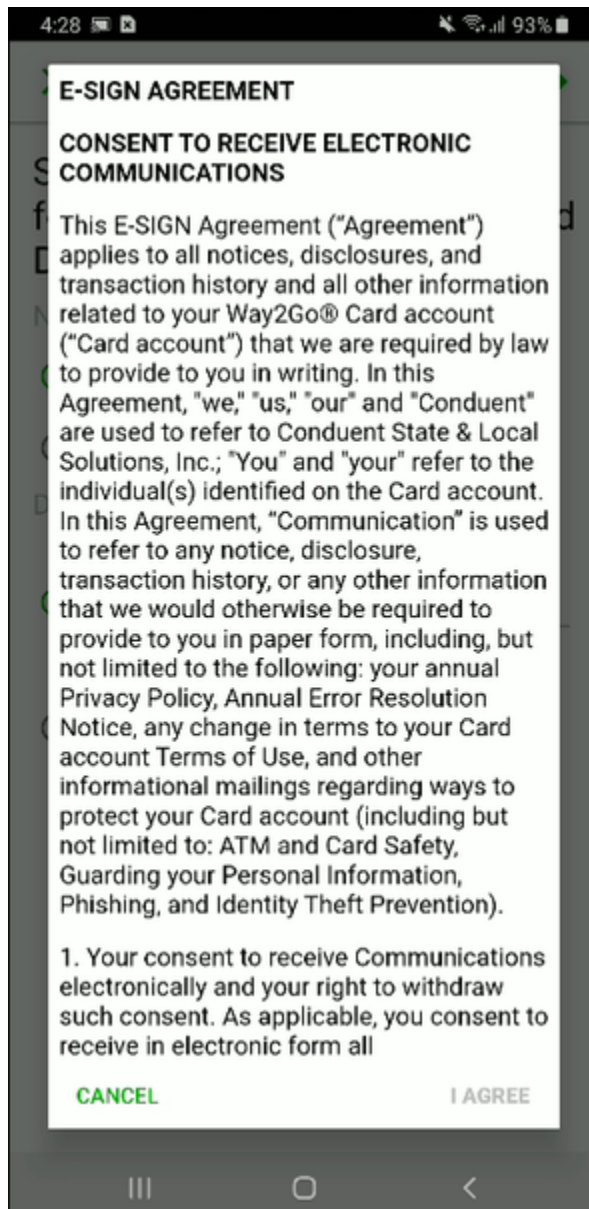 4:28
93%
E-SIGN AGREEMENT
CONSENT TO RECEIVE ELECTRONIC
COMMUNICATIONS
This E-SIGN Agreement (“Agreement”)
applies to all notices, disclosures, and
transaction history and all other information
related to your Way2Go® Card account
(“Card account”) that we are required by law
to provide to you in writing. In this
Agreement, "we," "us," "our" and "Conduent"
are used to refer to Conduent State & Local
Solutions, Inc.; "You" and "your" refer to the
individual(s) identified on the Card account.
In this Agreement, “Communication” is used
to refer to any notice, disclosure,
transaction history, or any other information
that we would otherwise be required to
provide to you in paper form, including, but
not limited to the following: your annual
Privacy Policy, Annual Error Resolution
Notice, any change in terms to your Card
account Terms of Use, and other
informational mailings regarding ways to
protect your Card account (including but
not limited to: ATM and Card Safety,
Guarding your Personal Information,
Phishing, and Identity Theft Prevention).
1. Your consent to receive Communications
electronically and your right to withdraw
such consent. As applicable, you consent to
receive in electronic form all
CANCEL
I AGREE